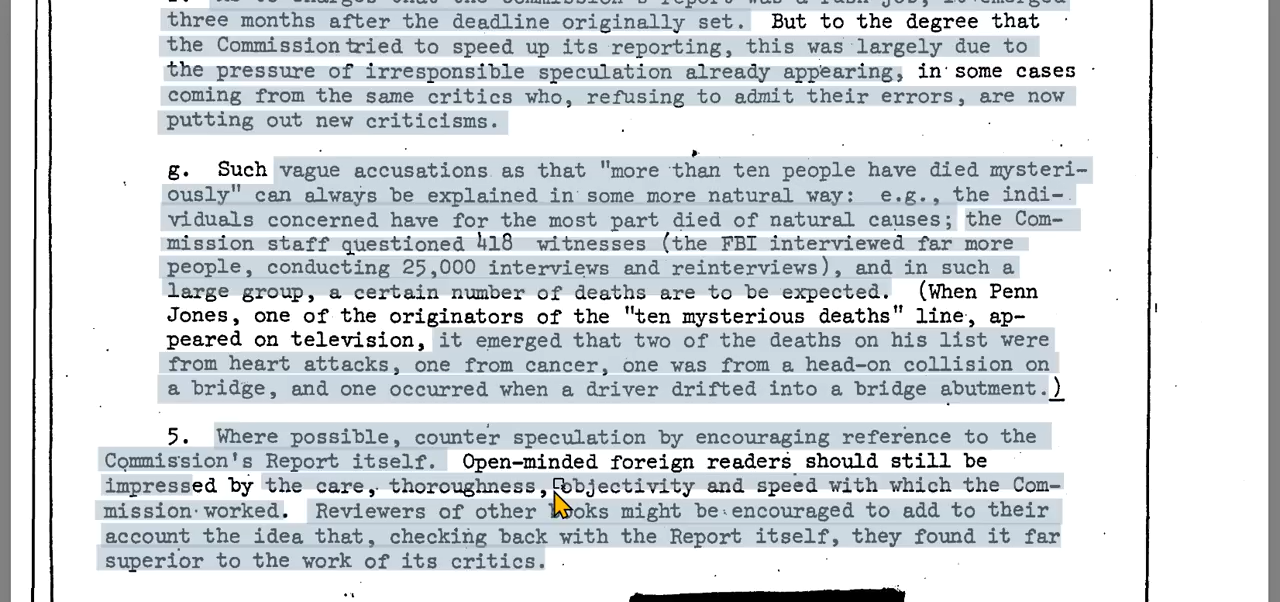 three months after the deadline originally set. But to the degree that
the Commission tried to speed up its reporting, this was largely due to
the pressure of irresponsible speculation already appearing, in some cases
coming from the same critics who, refusing to admit their errors, are now
putting out new criticisms.
g. Such vague accusations as that "more than ten people have died mysteri-
ously" can always be explained in some more natural way: e.g., the indi-
viduals concerned have for the most part died of natural causes; the Com-
mission staff questioned 418 witnesses (the FBI interviewed far more
people, conducting 25,000 interviews and reinterviews), and in such a
large group, a certain number of deaths are to be expected. (When Penn
Jones, one of the originators of the "ten mysterious deaths" line, ap-
peared on television, it emerged that two of the deaths on his list were
from heart attacks, one from cancer, one was from a head-on collision on
a bridge, and one occurred when a driver drifted into a bridge abutment.)
5. Where possible, counter speculation by encouraging reference to the
Commission's Report itself. Open-minded foreign readers should still be
impressed by the care, thoroughness, objectivity and speed with which the Com-
mission worked. Reviewers of other books might be encouraged to add to their
account the idea that, checking back with the Report itself, they found it far
superior to the work of its critics.